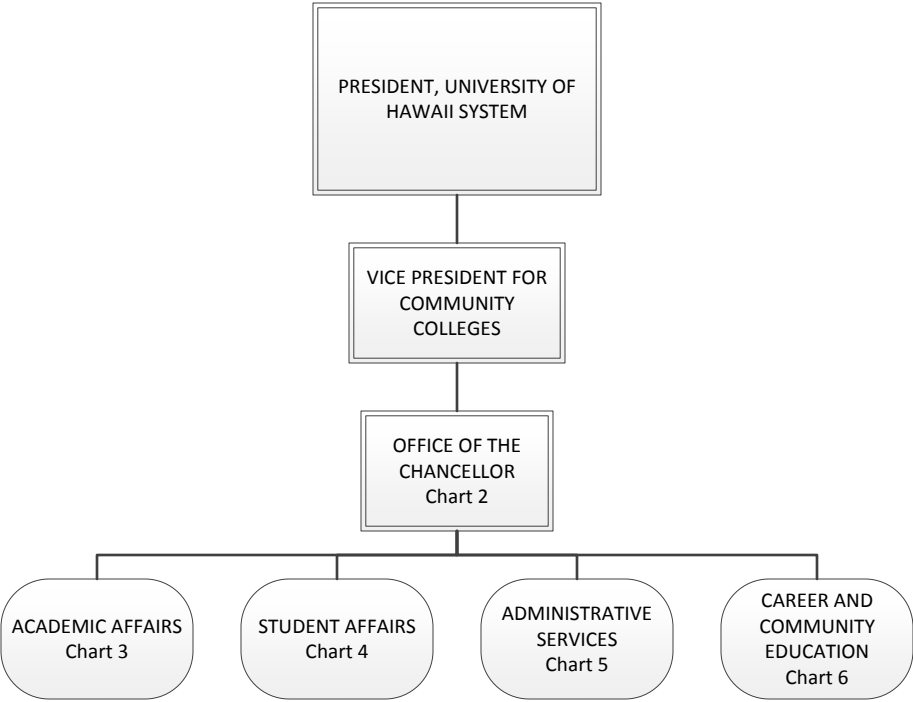 PRESIDENT, UNIVERSITY OF
HAWAII SYSTEM
VICE PRESIDENT FOR
COMMUNITY
COLLEGES
OFFICE OF THE
CHANCELLOR
Chart 2
ACADEMIC AFFAIRS
Chart 3
STUDENT AFFAIRS
Chart 4
ADMINISTRATIVE
SERVICES
Chart 5
CAREER AND
COMMUNITY
EDUCATION
Chart 6